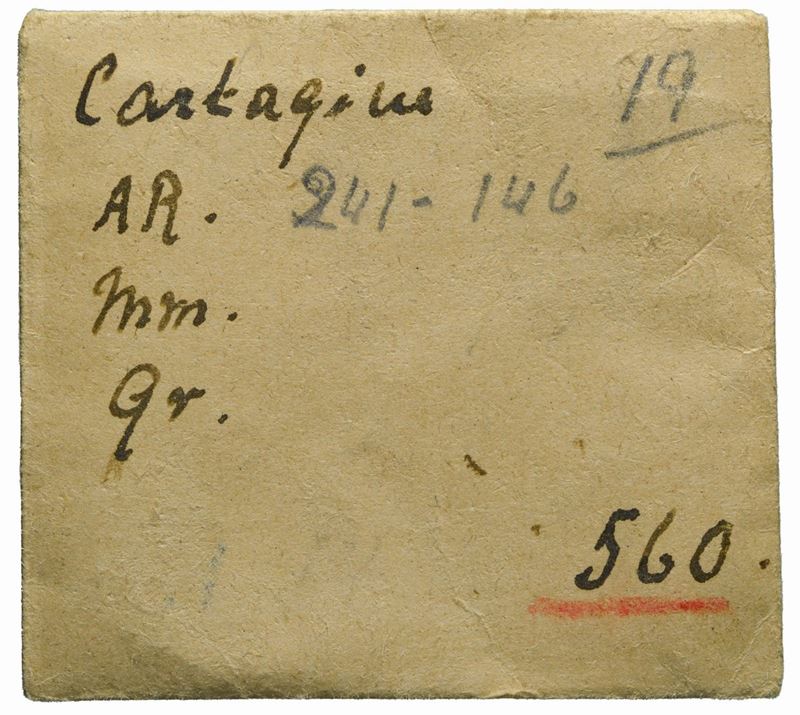 Cartagine
19
AR. 241-146
Mm.
Gr.
560.